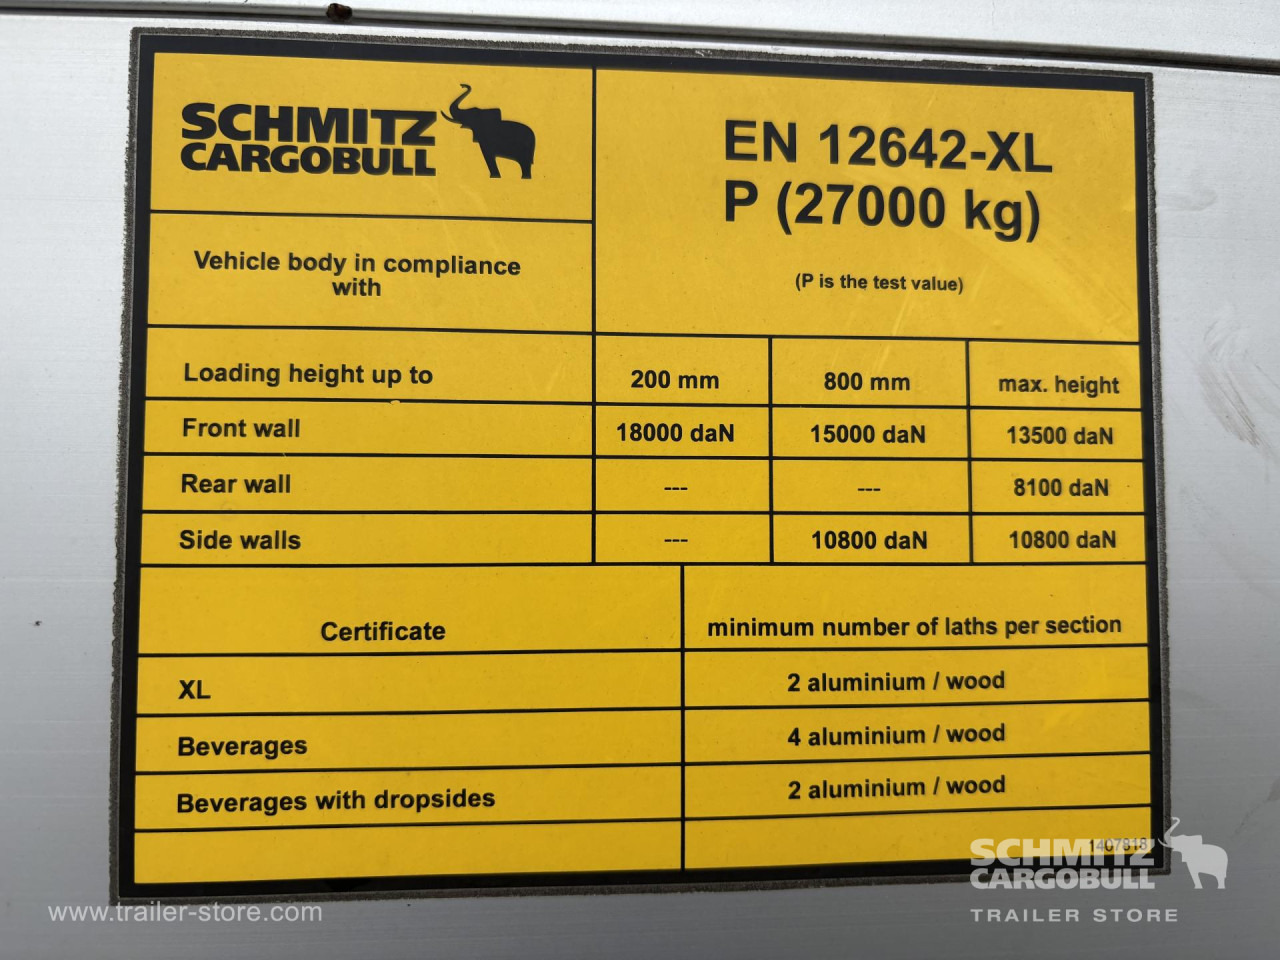 SCHMITZ
CARGOBULL
EN 12642-XL
P (27000 kg)
(P is the test value)
Vehicle body in compliance
with
Loading height up to 200 mm 800 mm max. height
Front wall 18000 daN 15000 daN 13500 daN
Rear wall --- --- 8100 daN
Side walls --- 10800 daN 10800 daN
Certificate minimum number of laths per section
XL 2 aluminium / wood
Beverages 4 aluminium / wood
Beverages with dropsides 2 aluminium / wood
SCHMITZ
CARGOBULL
TRAILER STORE
www.trailer-store.com